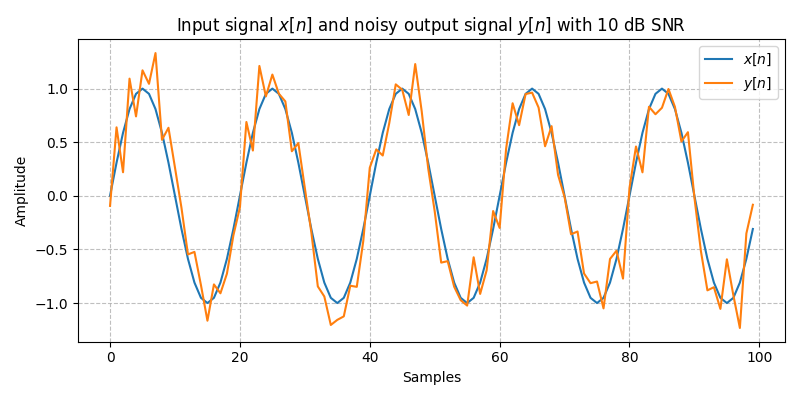 Input signal x[n] and noisy output signal y[n] with 10 dB SNR
x[n]
y[n]
1.0
0.5
0.0
−0.5
−1.0
Amplitude
0 20 40 60 80 100
Samples